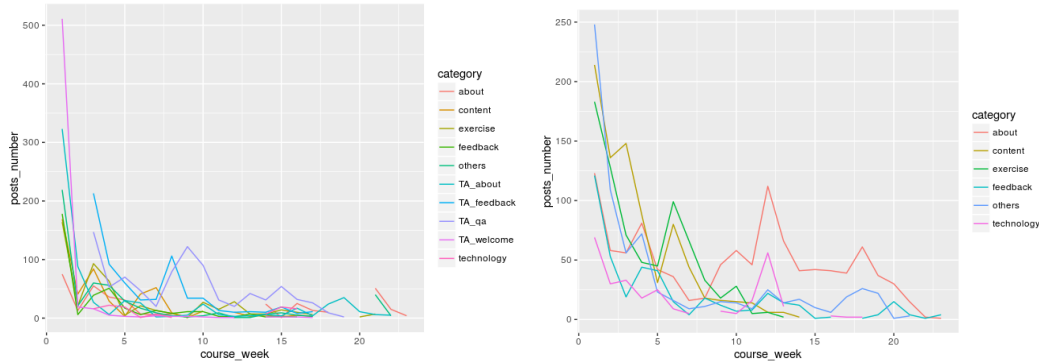 500
400
300
200
100
0
posts_number
0
5
10
15
20
course_week
category
about
content
exercise
feedback
others
TA_about
TA_feedback
TA_qa
TA_welcome
technology
250
200
150
100
50
0
posts_number
0
5
10
15
20
course_week
category
about
content
exercise
feedback
others
technology